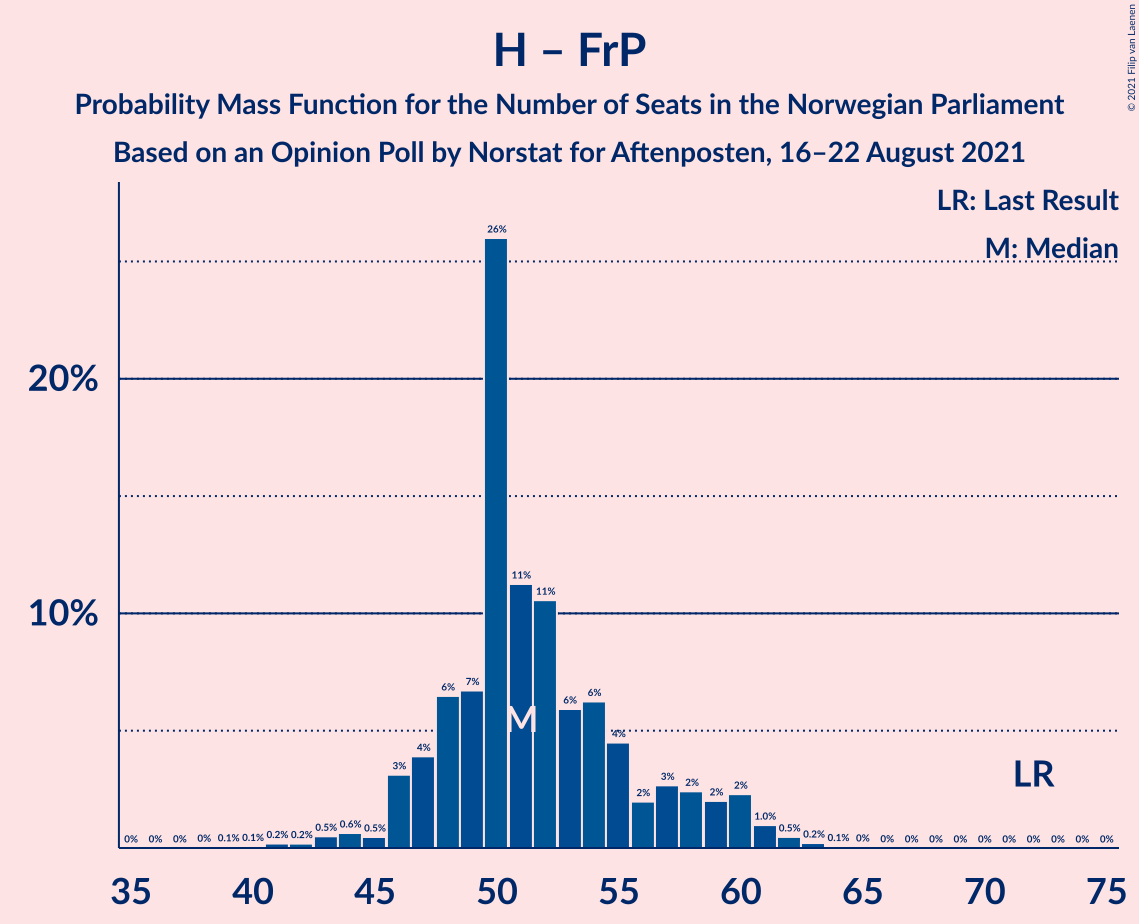 H – FrP
Probability Mass Function for the Number of Seats in the Norwegian Parliament
Based on an Opinion Poll by Norstat for Aftenposten, 16–22 August 2021
© 2021 Filip van Laenen
LR: Last Result
M: Median
20%
10%
26%
11%
11%
6%
7%
6%
6%
4%
4%
3%
2%
3%
2%
2%
2%
1.0%
0% 0% 0% 0% 0.1% 0.1% 0.2% 0.2% 0.5% 0.6% 0.5%
0.5% 0.2% 0.1% 0% 0% 0% 0% 0% 0% 0% 0% 0% 0% 0%
M
LR
35 40 45 50 55 60 65 70 75